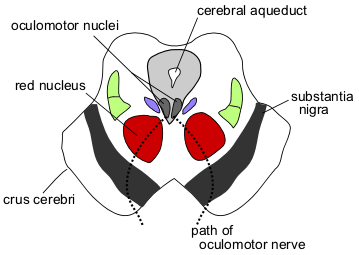 cerebral aqueduct
oculomotor nuclei
red nucleus
substantia
nigra
crus cerebri
path of
oculomotor nerve